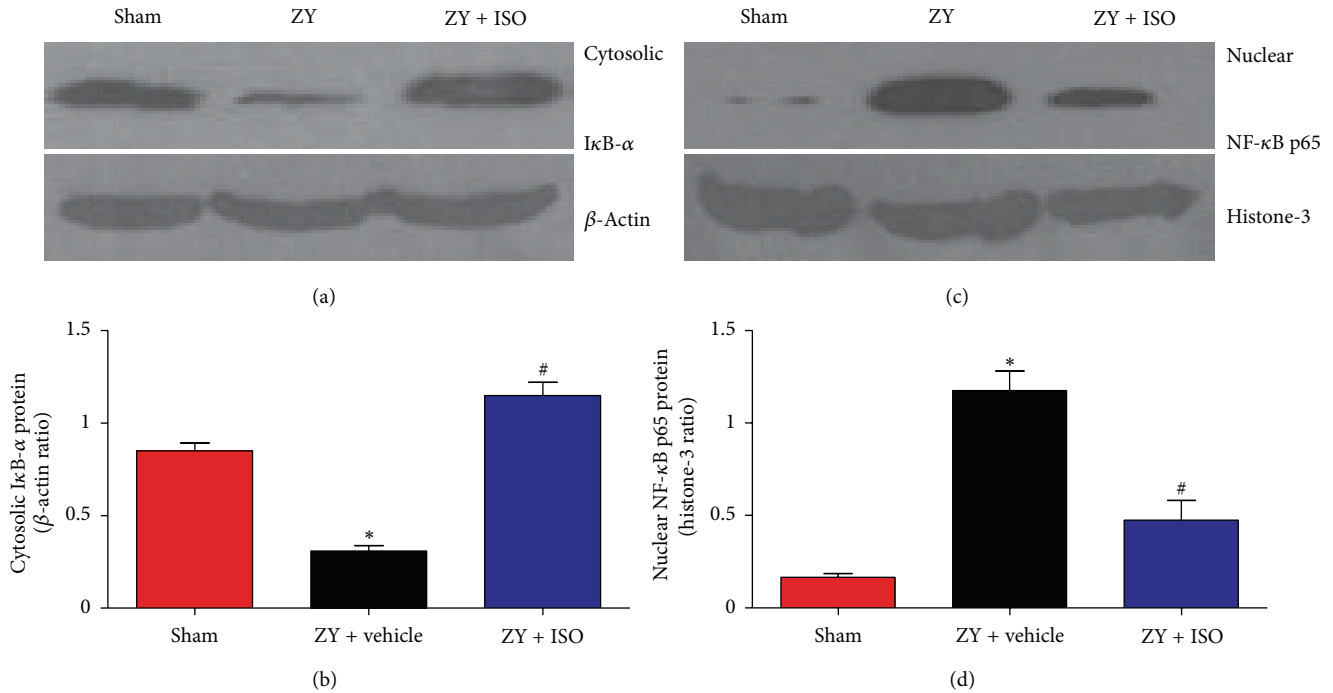 Sham ZY ZY + ISO
Cytosolic
IκB-α
β-Actin
(a)
Sham ZY ZY + ISO
Nuclear
NF-κB p65
Histone-3
(c)
Cytosolic IκB-α protein
(β-actin ratio)
1.5
1
0.5
0
*
#
Sham ZY + vehicle ZY + ISO
(b)
Nuclear NF-κB p65 protein
(histone-3 ratio)
1.5
1
0.5
0
*
#
Sham ZY + vehicle ZY + ISO
(d)